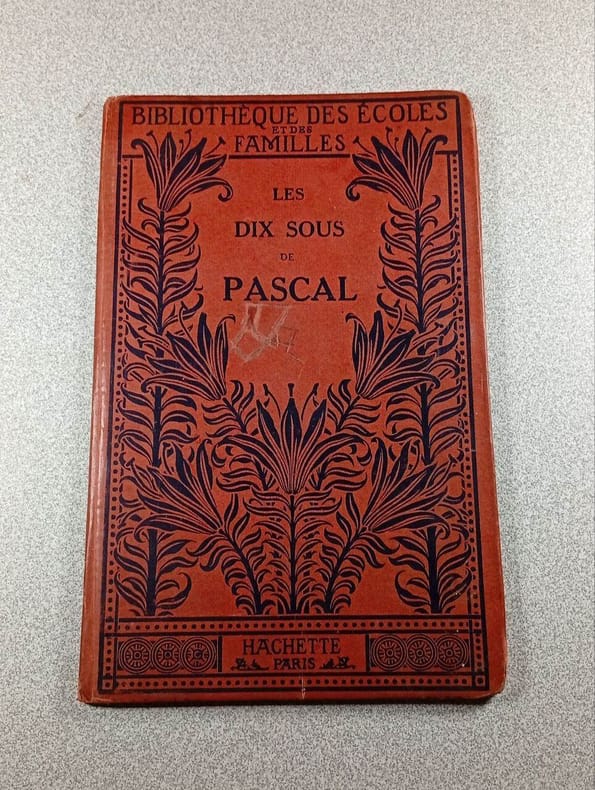 BIBLIOTHÈQUE DES ÉCOLES
ET DES
FAMILLES
LES
DIX SOUS
DE
PASCAL
HACHETTE
PARIS